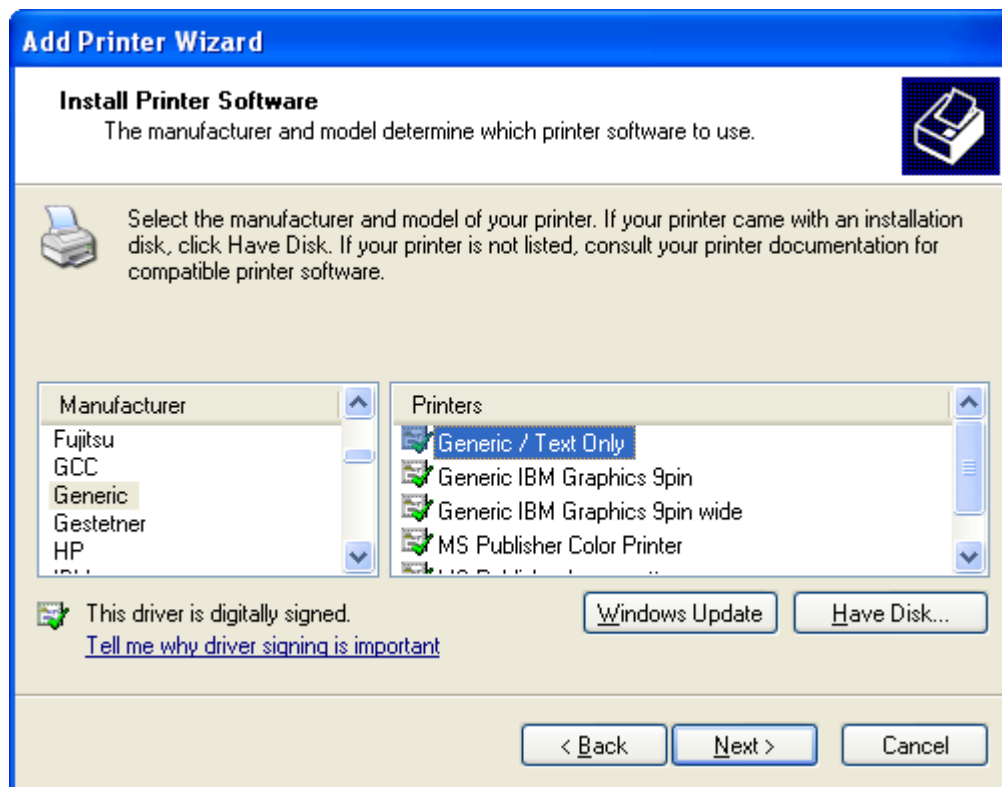 Add Printer Wizard
Install Printer Software
The manufacturer and model determine which printer software to use.
Select the manufacturer and model of your printer. If your printer came with an installation
disk, click Have Disk. If your printer is not listed, consult your printer documentation for
compatible printer software.
Manufacturer
Fujitsu
GCC
Generic
Gestetner
HP
Printers
Generic / Text Only
Generic IBM Graphics 9pin
Generic IBM Graphics 9pin wide
MS Publisher Color Printer
This driver is digitally signed.
Tell me why driver signing is important
Windows Update
Have Disk...
< Back
Next >
Cancel